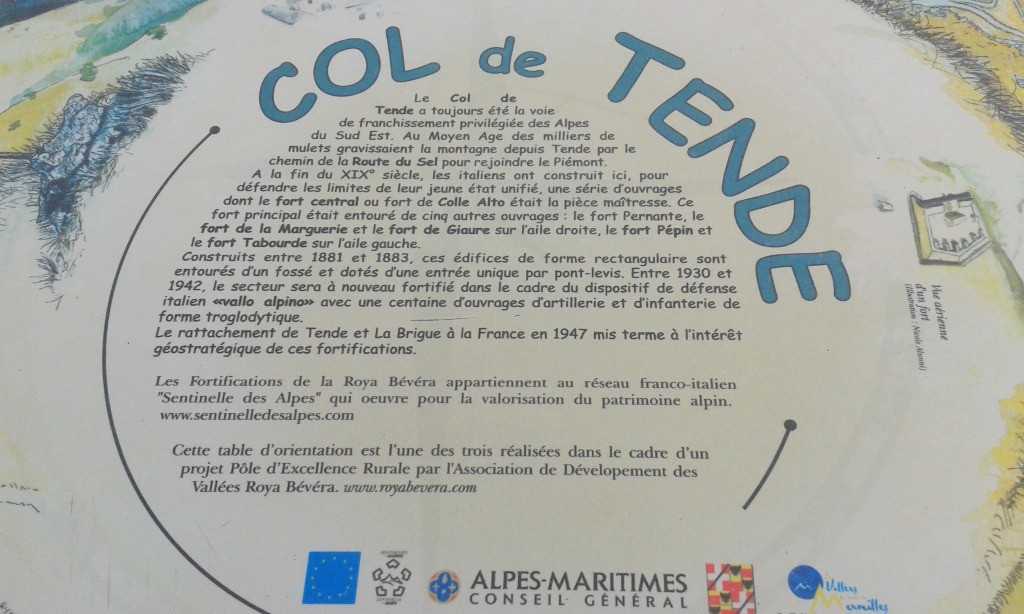 COL de TENDE
Le Col de
Tende a toujours été la voie
de franchissement privilégiée des Alpes
du Sud Est. Au Moyen Age des milliers de
mulets gravissaient la montagne depuis Tende par le
chemin de la Route du Sel pour rejoindre le Piémont.
A la fin du XIX° siècle, les italiens ont construit ici, pour
défendre les limites de leur jeune état unifié, une série d'ouvrages
dont le fort central ou fort de Colle Alto était la pièce maîtresse. Ce
fort principal était entouré de cinq autres ouvrages : le fort Pernante, le
fort de la Marguerie et le fort de Giaure sur l'aile droite, le fort Pépin et
le fort Tabourde sur l'aile gauche.
Construits entre 1881 et 1883, ces édifices de forme rectangulaire sont
entourés d'un fossé et dotés d'une entrée unique par pont-levis. Entre 1930 et
1942, le secteur sera à nouveau fortifié dans le cadre du dispositif de défense
italien «vallo alpino» avec une centaine d'ouvrages d'artillerie et d'infanterie de
forme troglodytique.
Le rattachement de Tende et La Brigue à la France en 1947 mis terme à l'intérêt
géostratégique de ces fortifications.
Les Fortifications de la Roya Bévéra appartiennent au réseau franco-italien
"Sentinelle des Alpes" qui oeuvre pour la valorisation du patrimoine alpin.
www.sentinelledesalpes.com
Cette table d'orientation est l'une des trois réalisées dans le cadre d'un
projet Pôle d'Excellence Rurale par l'Association de Dévelopement des
Vallées Roya Bévéra. www.royabevera.com
Vue aérienne
d'un fort
(illustration : Nicola Alunni)
ALPES-MARITIMES
CONSEIL GÉNÉRAL
Vallée
Merveilles